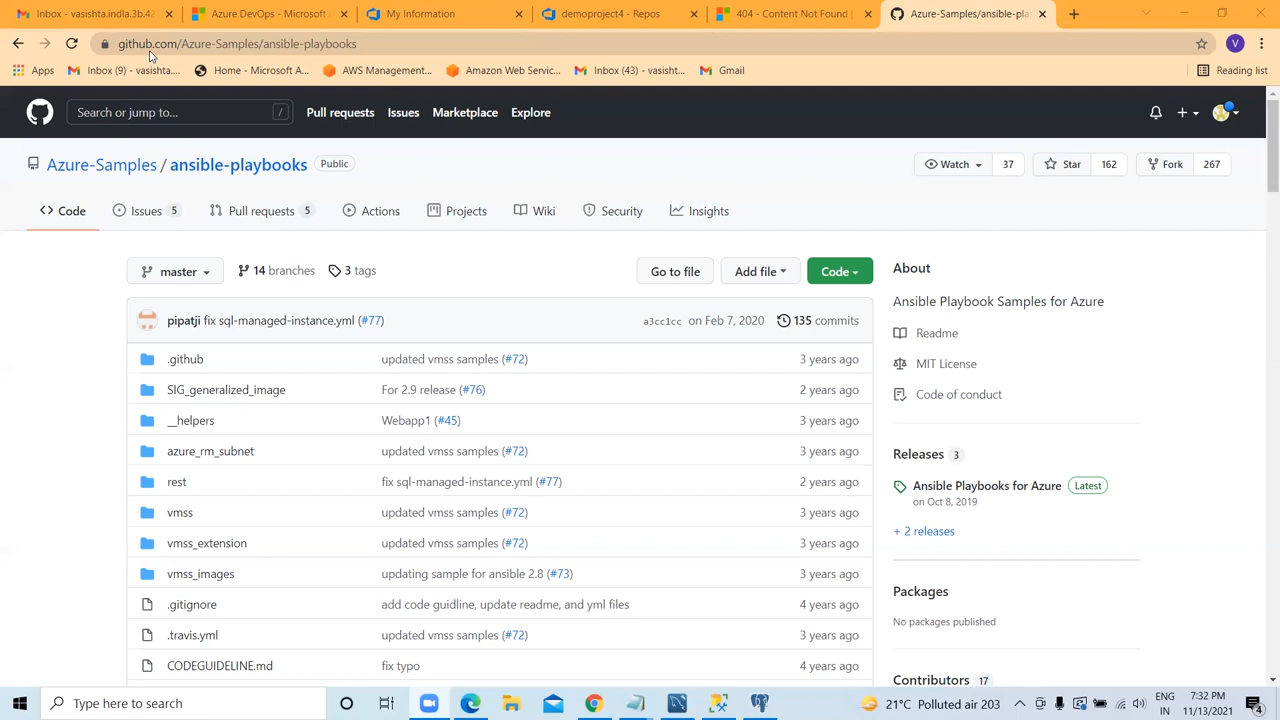 Inbox - vasishta.indla.3b.42
Azure DevOps - Microsoft
My Information
demoproject4 - Repos
404 - Content Not Found |
Azure-Samples/ansible-pla
github.com/Azure-Samples/ansible-playbooks
V
Apps
Inbox (9) - vasishta....
Home - Microsoft A...
AWS Management...
Amazon Web Servic...
Inbox (43) - vasisht...
Gmail
Reading list
Search or jump to...
/
Pull requests
Issues
Marketplace
Explore
Azure-Samples / ansible-playbooks
Public
Watch
37
Star
162
Fork
267
Code
Issues 5
Pull requests 5
Actions
Projects
Wiki
Security
Insights
master
14 branches
3 tags
Go to file
Add file
Code
pipatji fix sql-managed-instance.yml (#77)
a3cc1cc on Feb 7, 2020
135 commits
.github updated vmss samples (#72) 3 years ago
SIG_generalized_image For 2.9 release (#76) 2 years ago
__helpers Webapp1 (#45) 3 years ago
azure_rm_subnet updated vmss samples (#72) 3 years ago
rest fix sql-managed-instance.yml (#77) 2 years ago
vmss updated vmss samples (#72) 3 years ago
vmss_extension updated vmss samples (#72) 3 years ago
vmss_images updating sample for ansible 2.8 (#73) 3 years ago
.gitignore add code guidline, update readme, and yml files 4 years ago
.travis.yml updated vmss samples (#72) 3 years ago
CODEGUIDELINE.md fix typo 4 years ago
About
Ansible Playbook Samples for Azure
Readme
MIT License
Code of conduct
Releases 3
Ansible Playbooks for Azure Latest
on Oct 8, 2019
+ 2 releases
Packages
No packages published
Contributors 17
Type here to search
21°C Polluted air 203
ENG
IN
7:32 PM
11/13/2021
4